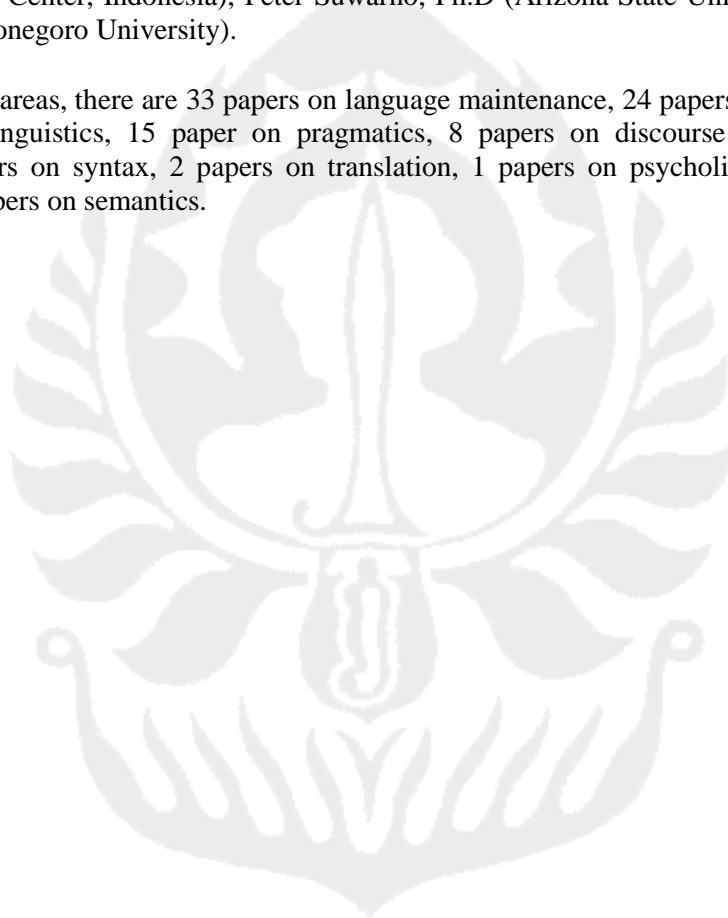 Center, Indonesia), Peter Suwarno, Ph.D (Arizona State Uni
onegoro University).
areas, there are 33 papers on language maintenance, 24 papers
nguistics, 15 paper on pragmatics, 8 papers on discourse
rs on syntax, 2 papers on translation, 1 papers on psycholi
pers on semantics.